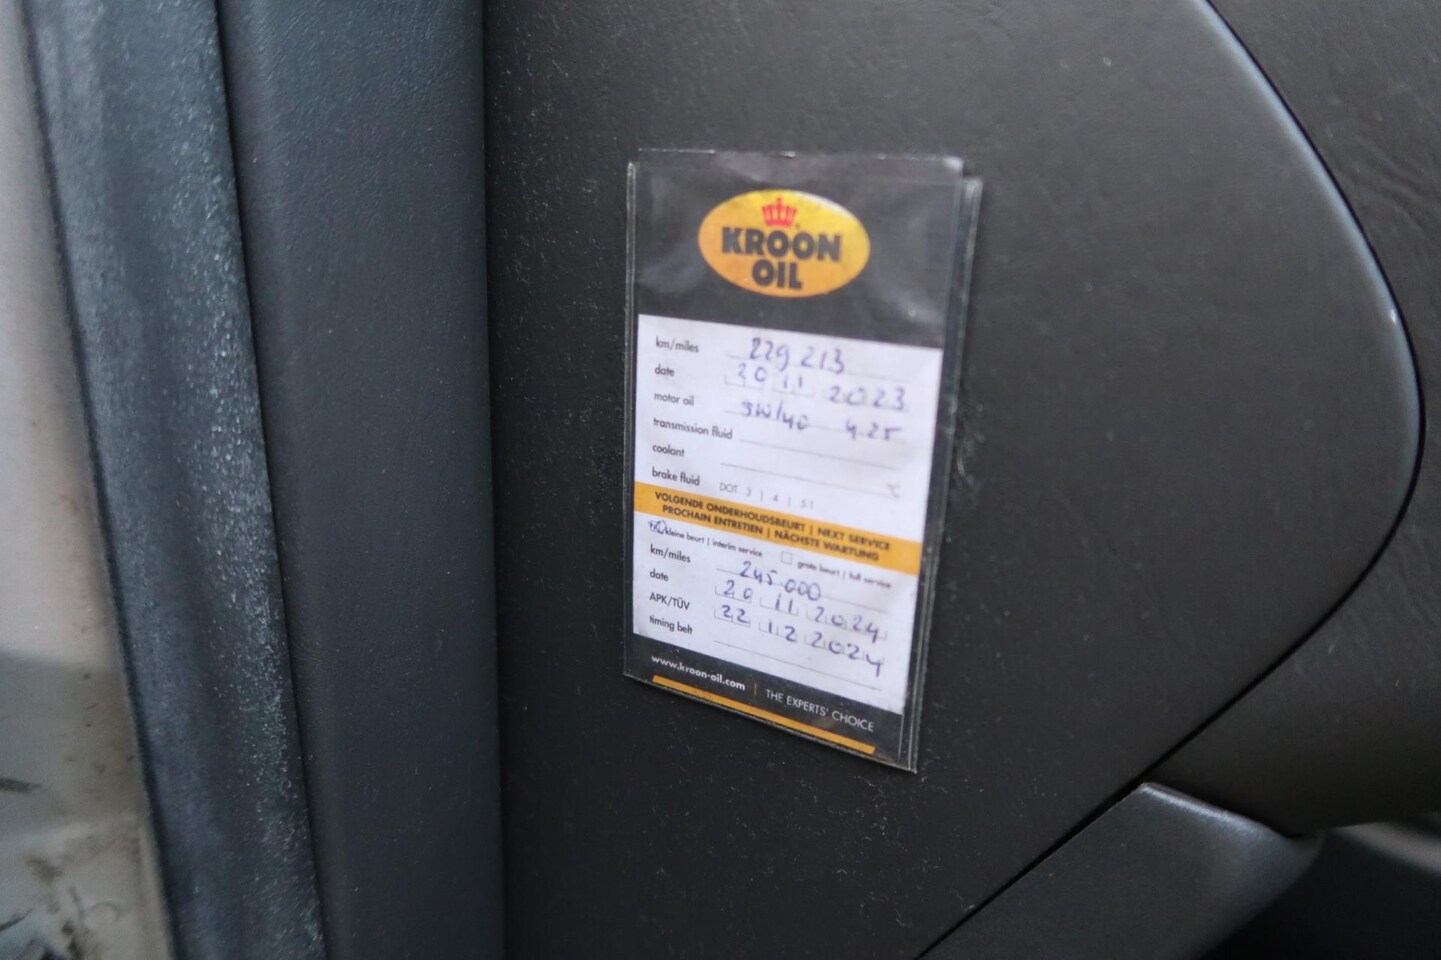 KROON
OIL
km/miles 229 213
date 20 11 2023
motor oil 5W/40 4.25
transmission fluid
coolant
brake fluid DOT 3 | 4 | 5.1
VOLGENDE ONDERHOUDSBEURT | NEXT SERVICE
PROCHAIN ENTRETIEN | NÄCHSTE WARTUNG
kleine beurt | interim service grote beurt | full service
km/miles 245.000
date 20 11 2024
APK/TÜV 22 12 2024
timing belt
www.kroon-oil.com | THE EXPERTS' CHOICE